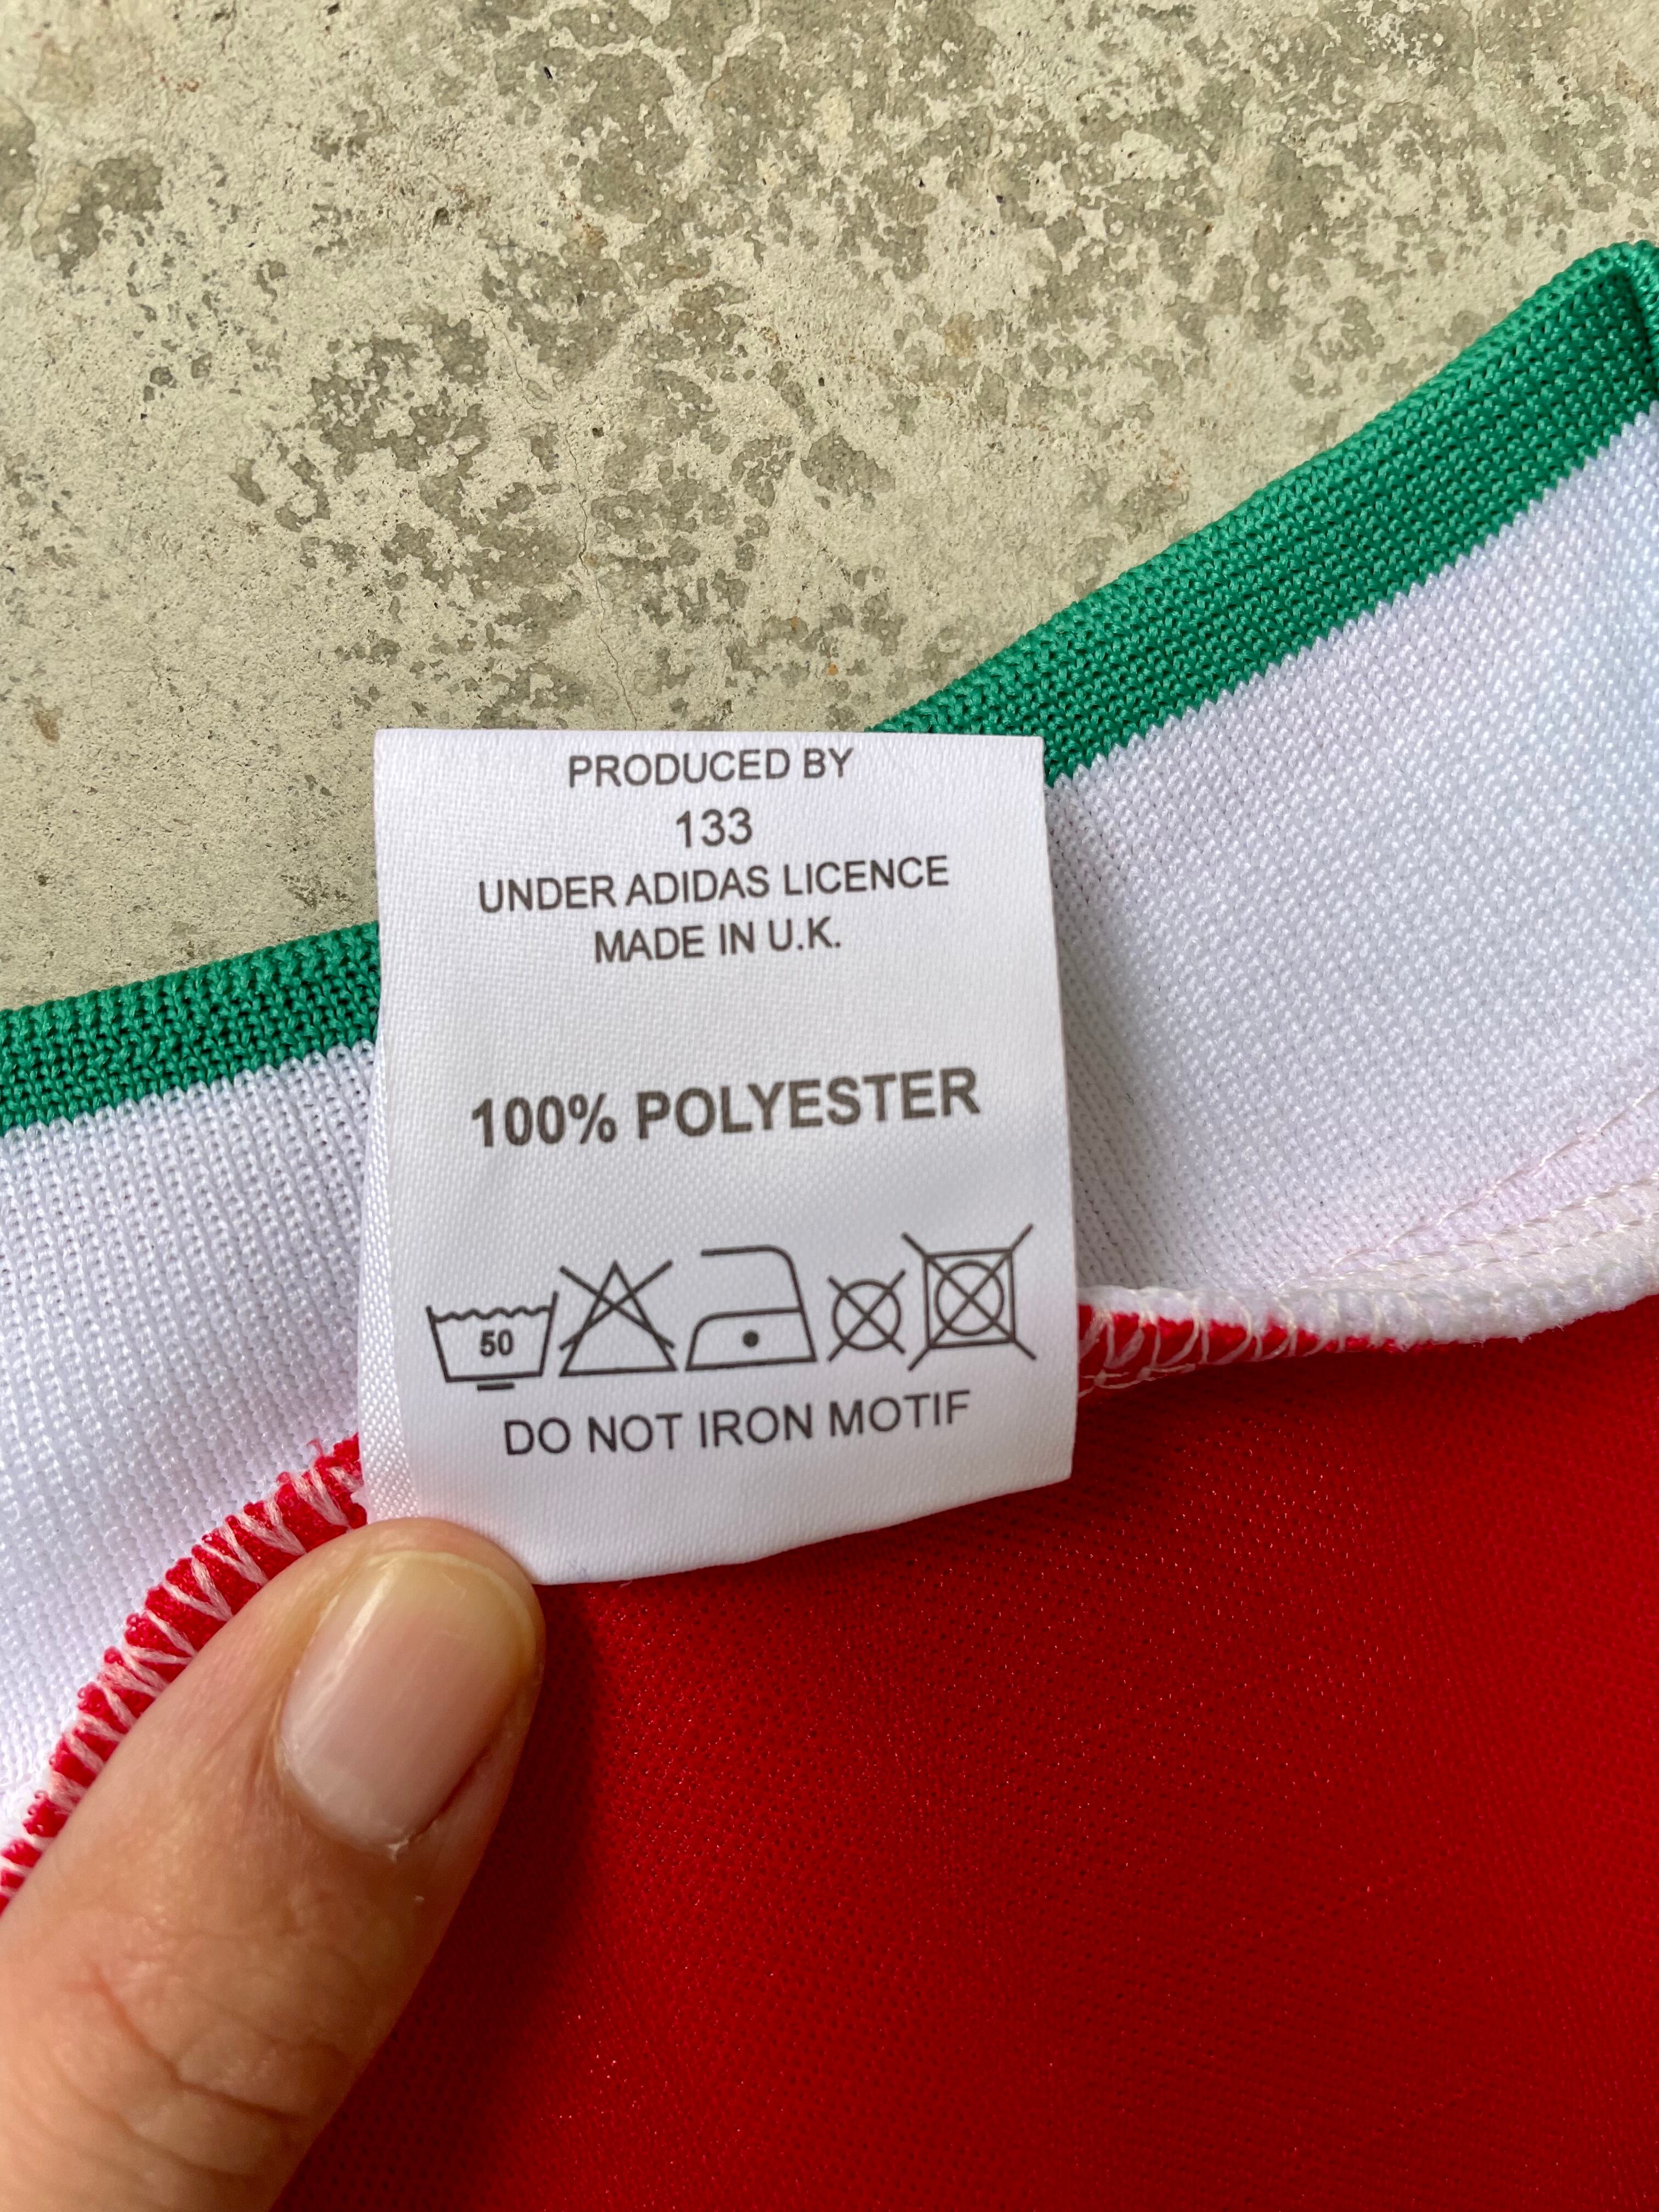 PRODUCED BY
133
UNDER ADIDAS LICENCE
MADE IN U.K.
100% POLYESTER
50
DO NOT IRON MOTIF